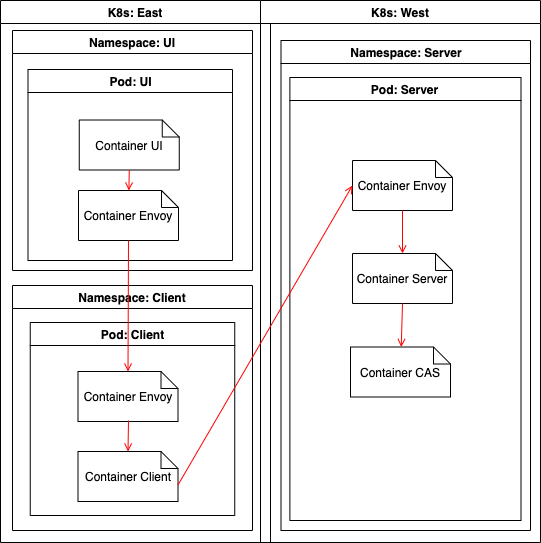 K8s: East
K8s: West
Namespace: UI
Pod: UI
Container UI
Container Envoy
Namespace: Client
Pod: Client
Container Envoy
Container Client
Namespace: Server
Pod: Server
Container Envoy
Container Server
Container CAS